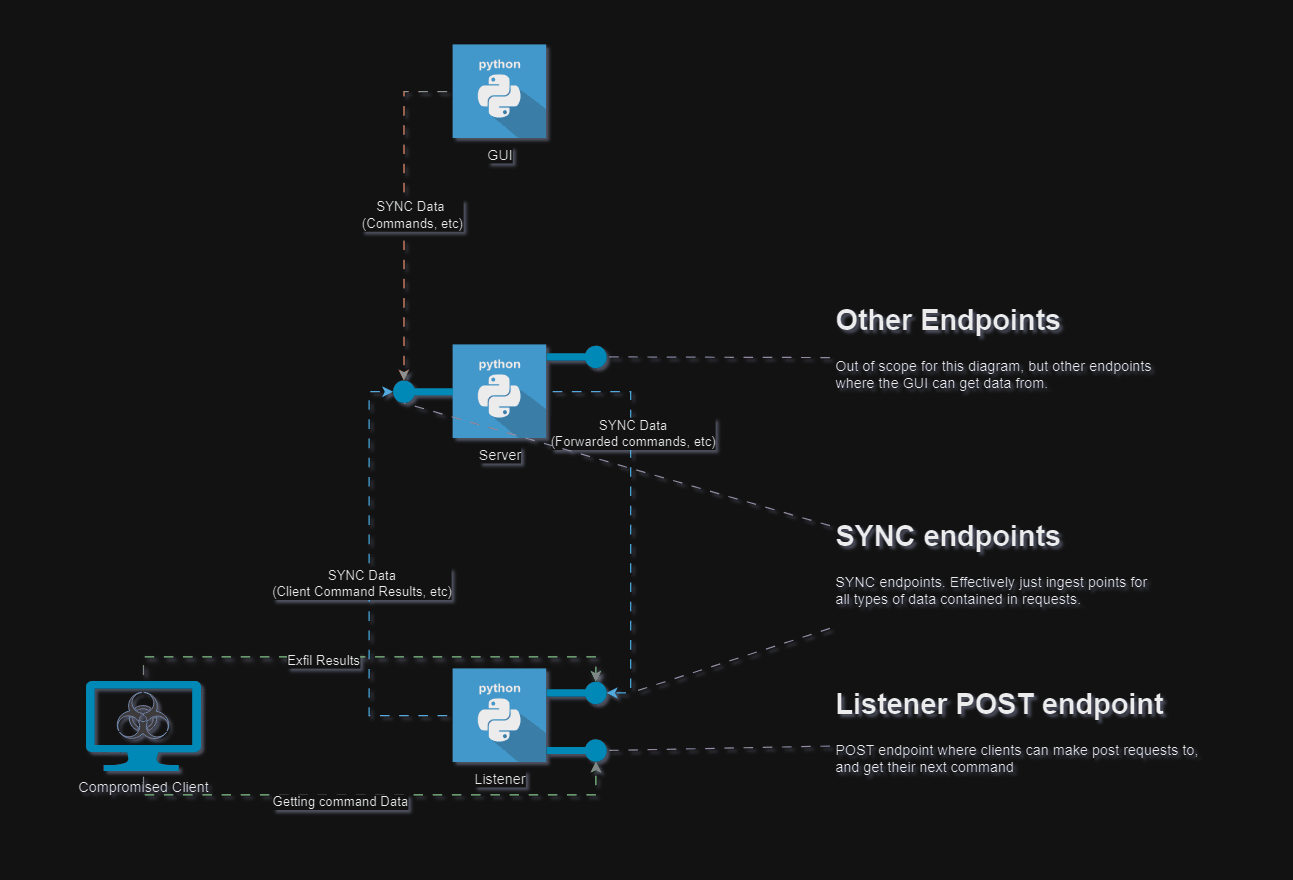 python
GUI
SYNC Data
(Commands, etc)
Other Endpoints
Out of scope for this diagram, but other endpoints
where the GUI can get data from.
python
Server
SYNC Data
(Forwarded commands, etc)
SYNC endpoints
SYNC endpoints. Effectively just ingest points for
all types of data contained in requests.
SYNC Data
(Client Command Results, etc)
Exfil Results
python
Listener
Listener POST endpoint
POST endpoint where clients can make post requests to,
and get their next command
Compromised Client
Getting command Data